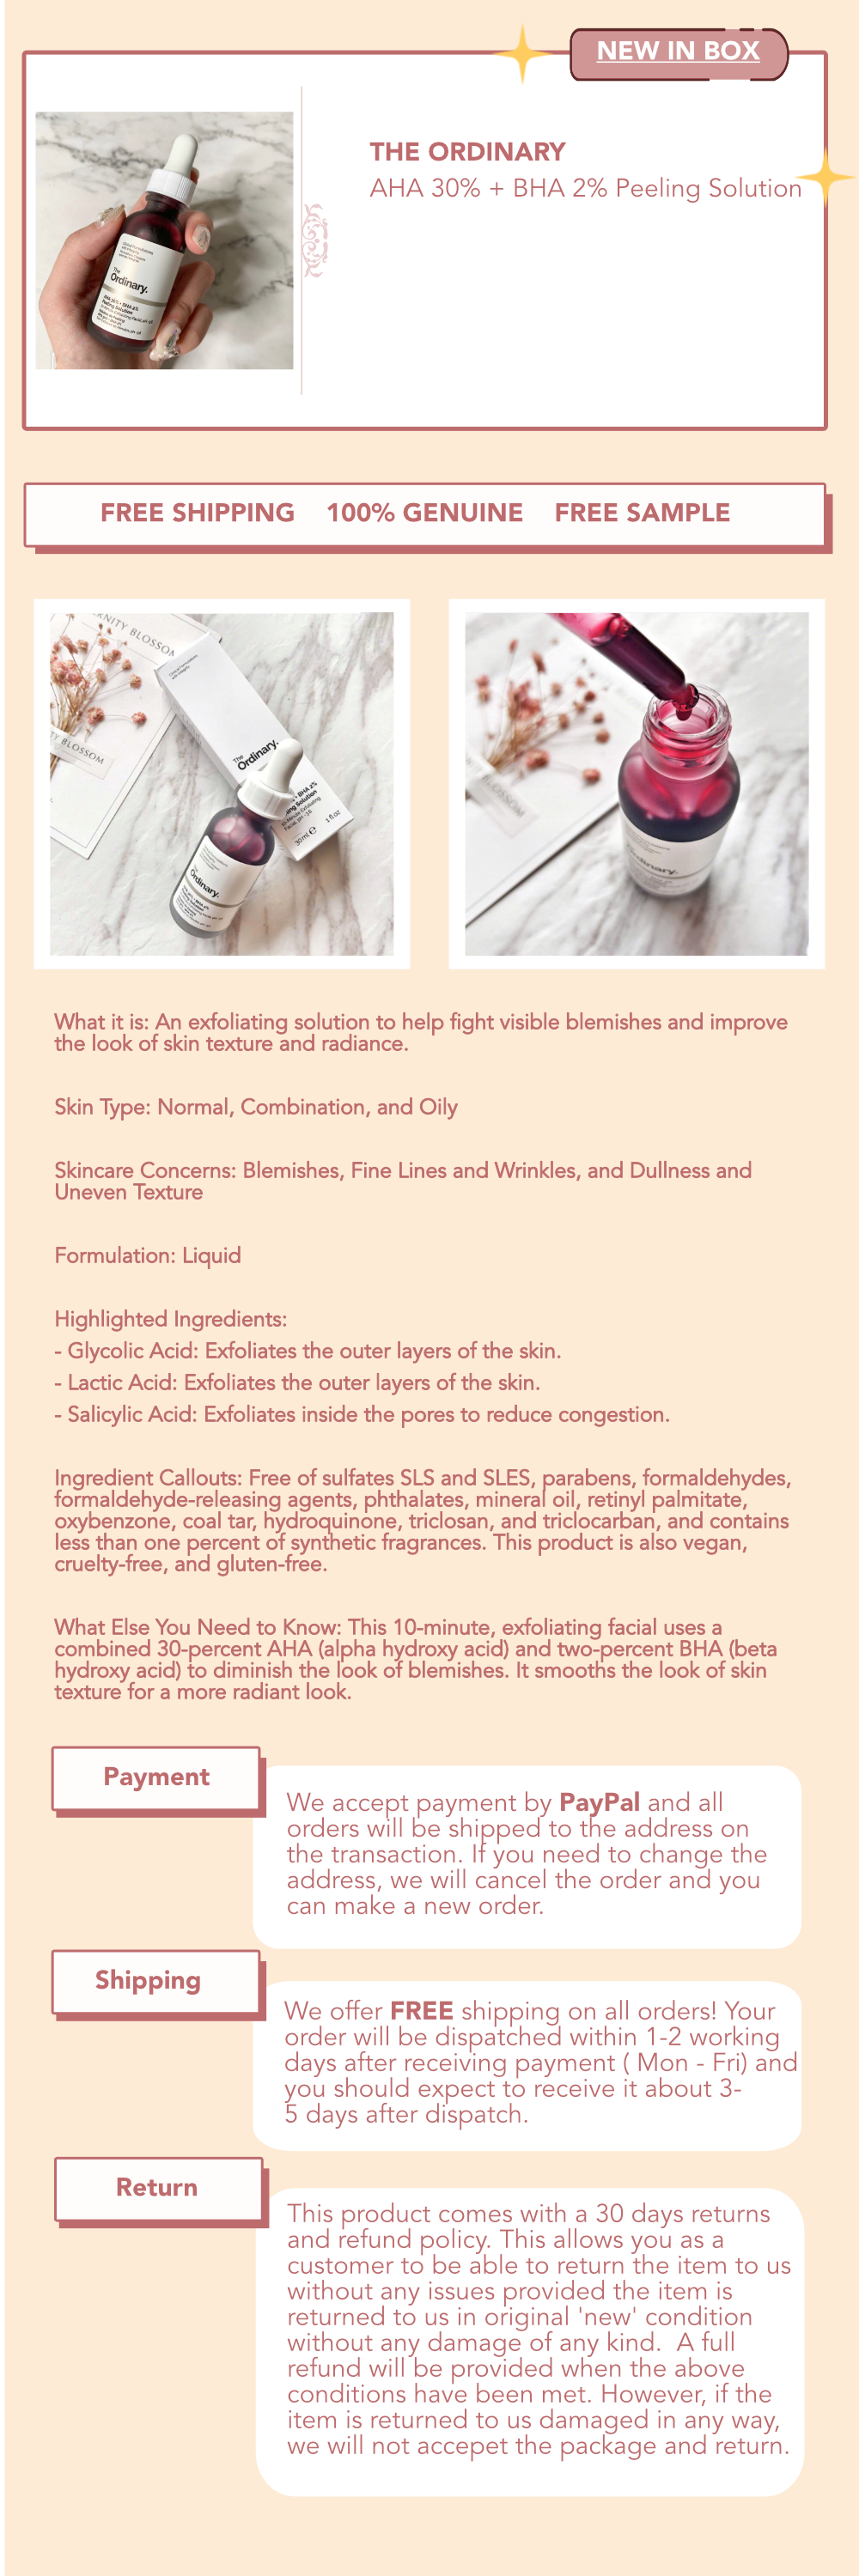 NEW IN BOX
THE ORDINARY
AHA 30% + BHA 2% Peeling Solution
The
Ordinary.
FREE SHIPPING 100% GENUINE FREE SAMPLE
RNITY BLOSSOM
TY BLOSSOM
The
Ordinary.
30 ml e 1 fl oz
Ordinary.
BLOSSOM
Ordinary.
What it is: An exfoliating solution to help fight visible blemishes and improve
the look of skin texture and radiance.
Skin Type: Normal, Combination, and Oily
Skincare Concerns: Blemishes, Fine Lines and Wrinkles, and Dullness and
Uneven Texture
Formulation: Liquid
Highlighted Ingredients:
- Glycolic Acid: Exfoliates the outer layers of the skin.
- Lactic Acid: Exfoliates the outer layers of the skin.
- Salicylic Acid: Exfoliates inside the pores to reduce congestion.
Ingredient Callouts: Free of sulfates SLS and SLES, parabens, formaldehydes,
formaldehyde-releasing agents, phthalates, mineral oil, retinyl palmitate,
oxybenzone, coal tar, hydroquinone, triclosan, and triclocarban, and contains
less than one percent of synthetic fragrances. This product is also vegan,
cruelty-free, and gluten-free.
What Else You Need to Know: This 10-minute, exfoliating facial uses a
combined 30-percent AHA (alpha hydroxy acid) and two-percent BHA (beta
hydroxy acid) to diminish the look of blemishes. It smooths the look of skin
texture for a more radiant look.
Payment
We accept payment by PayPal and all
orders will be shipped to the address on
the transaction. If you need to change the
address, we will cancel the order and you
can make a new order.
Shipping
We offer FREE shipping on all orders! Your
order will be dispatched within 1-2 working
days after receiving payment ( Mon - Fri) and
you should expect to receive it about 3-
5 days after dispatch.
Return
This product comes with a 30 days returns
and refund policy. This allows you as a
customer to be able to return the item to us
without any issues provided the item is
returned to us in original 'new' condition
without any damage of any kind.  A full
refund will be provided when the above
conditions have been met. However, if the
item is returned to us damaged in any way,
we will not accepet the package and return.